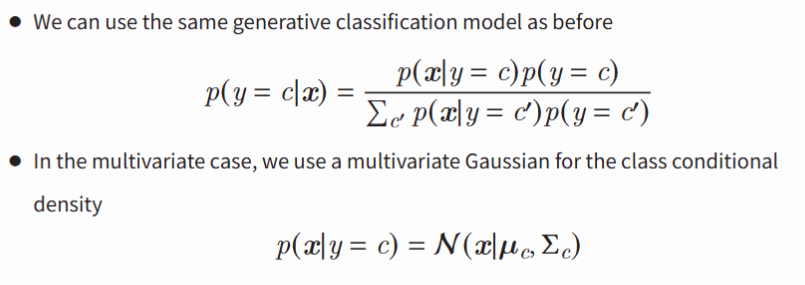 • We can use the same generative classification model as before
p(y = c|x) = p(x|y = c)p(y = c) / ∑c′ p(x|y = c′)p(y = c′)
• In the multivariate case, we use a multivariate Gaussian for the class conditional
density
p(x|y = c) = N(x|μc, Σc)